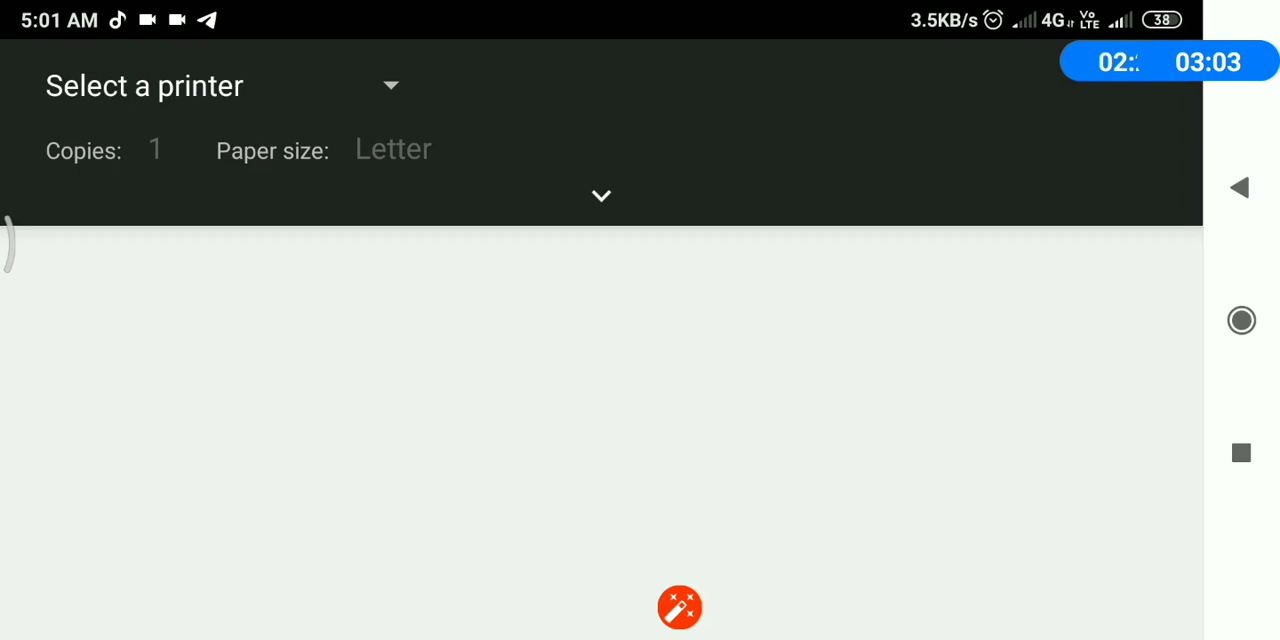 5:01 AM 3.5KB/s 4G Vo LTE 38
02: 03:03
Select a printer
Copies: 1 Paper size: Letter